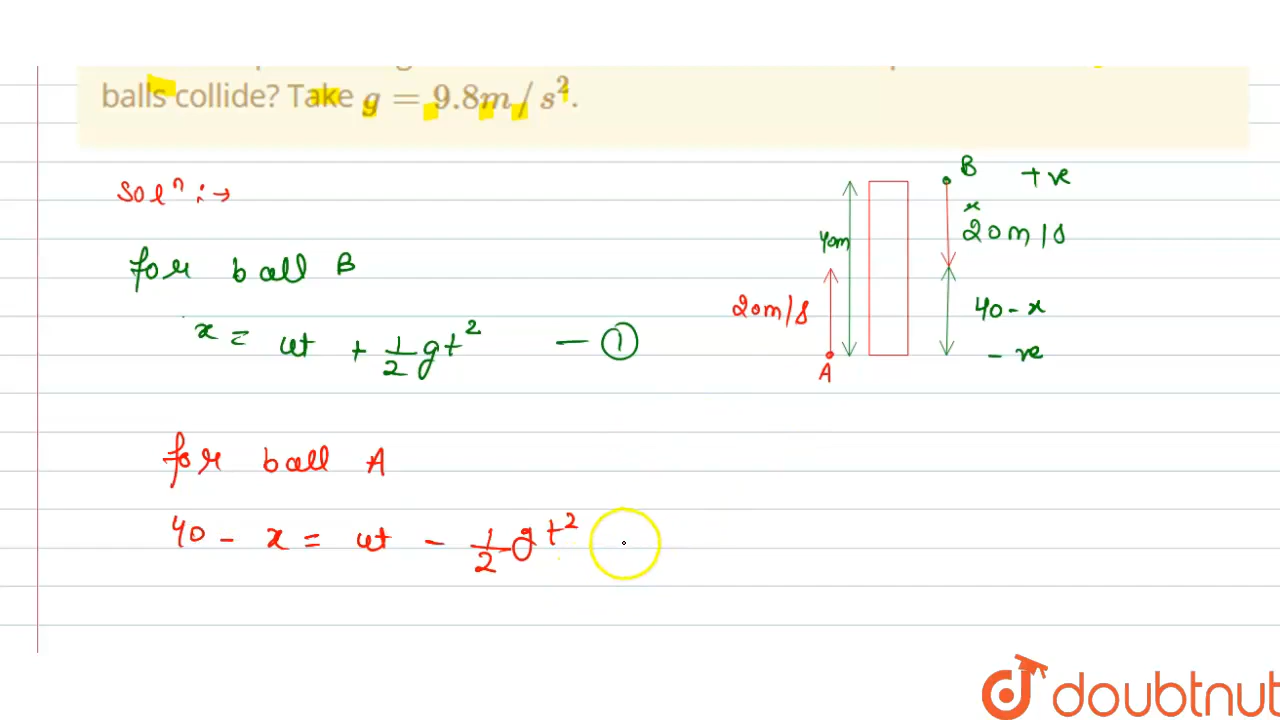 balls collide? Take g = 9.8m/s².
Solⁿ :→
for ball B
x = ut + 1/2 gt² — ①
for ball A
40 - x = ut - 1/2 gt²
B +ve
x
20m/s
40m
20m/s
40-x
-ve
A
doubtnut